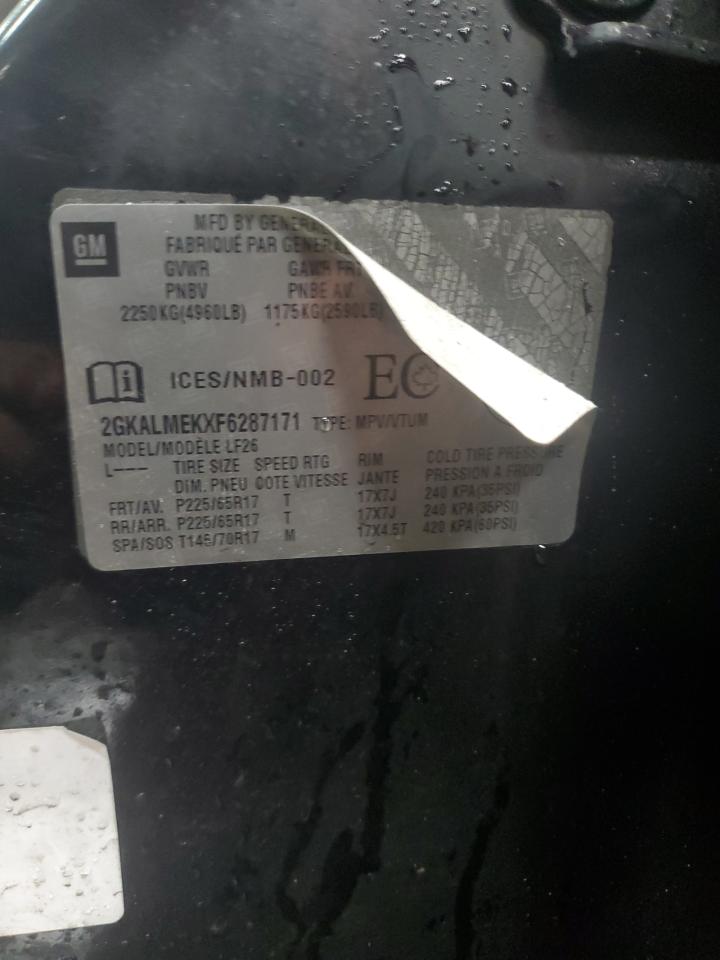 GM
MFD BY GENERA
FABRIQUÉ PAR GENERA
GVWR GAWR FRT
PNBV PNBE AV
2250KG(4960LB) 1175KG(2590LB)
ICES/NMB-002 EC
2GKALMEKXF6287171 TYPE: MPV/VTUM
MODEL/MODÈLE LF26
L--- TIRE SIZE SPEED RTG RIM COLD TIRE PRESSURE
DIM. PNEU COTE VITESSE JANTE PRESSION A FROID
FRT/AV. P225/65R17 T 17X7J 240 KPA(35PSI)
RR/ARR. P225/65R17 T 17X7J 240 KPA(35PSI)
SPA/SOS T145/70R17 M 17X4.5T 420 KPA(60PSI)